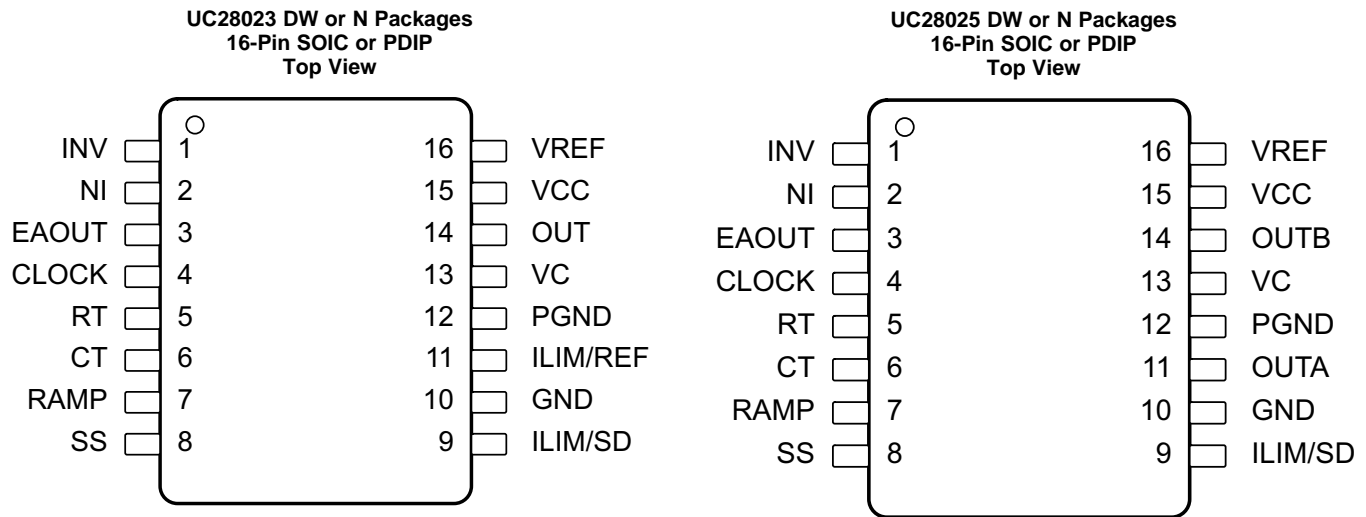 UC28023 DW or N Packages
16-Pin SOIC or PDIP
Top View
INV 1 16 VREF
NI 2 15 VCC
EAOUT 3 14 OUT
CLOCK 4 13 VC
RT 5 12 PGND
CT 6 11 ILIM/REF
RAMP 7 10 GND
SS 8 9 ILIM/SD
UC28025 DW or N Packages
16-Pin SOIC or PDIP
Top View
INV 1 16 VREF
NI 2 15 VCC
EAOUT 3 14 OUTB
CLOCK 4 13 VC
RT 5 12 PGND
CT 6 11 OUTA
RAMP 7 10 GND
SS 8 9 ILIM/SD